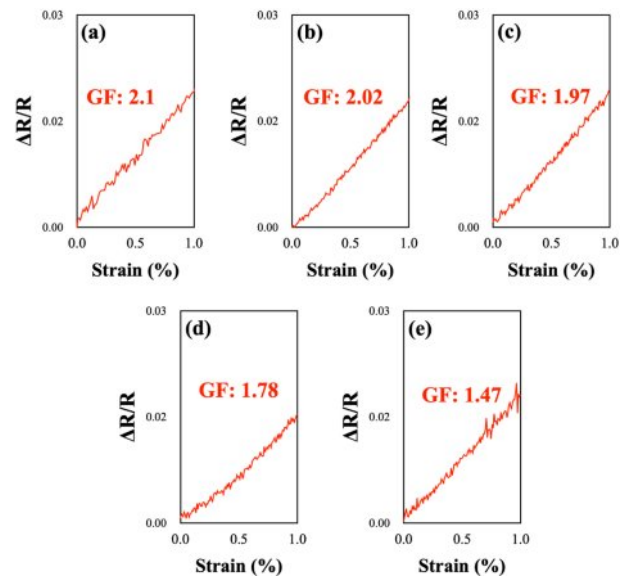 0.03
(a)
GF: 2.1
0.02
ΔR/R
0.00
0.0 0.5 1.0
Strain (%)
0.03
(b)
GF: 2.02
0.02
ΔR/R
0.00
0.0 0.5 1.0
Strain (%)
0.03
(c)
GF: 1.97
0.02
ΔR/R
0.00
0.0 0.5 1.0
Strain (%)
0.03
(d)
GF: 1.78
0.02
ΔR/R
0.00
0.0 0.5 1.0
Strain (%)
0.03
(e)
GF: 1.47
0.02
ΔR/R
0.00
0.0 0.5 1.0
Strain (%)